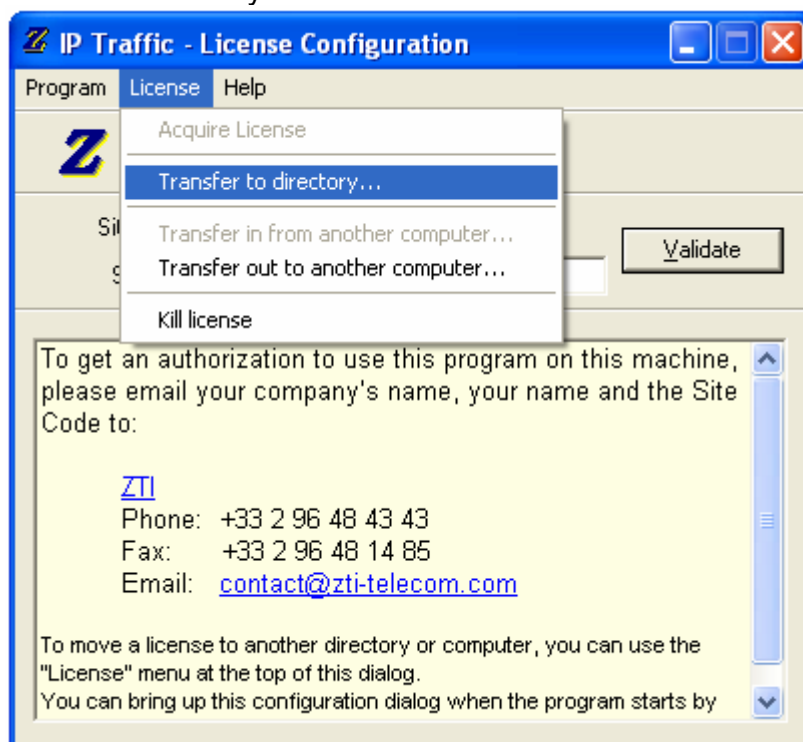 IP Traffic - License Configuration
Program License Help
Z
Acquire License
Transfer to directory...
Transfer in from another computer...
Transfer out to another computer...
Kill license
Validate
To get an authorization to use this program on this machine,
please email your company's name, your name and the Site
Code to:
ZTI
Phone: +33 2 96 48 43 43
Fax: +33 2 96 48 14 85
Email: contact@zti-telecom.com
To move a license to another directory or computer, you can use the
"License" menu at the top of this dialog.
You can bring up this configuration dialog when the program starts by